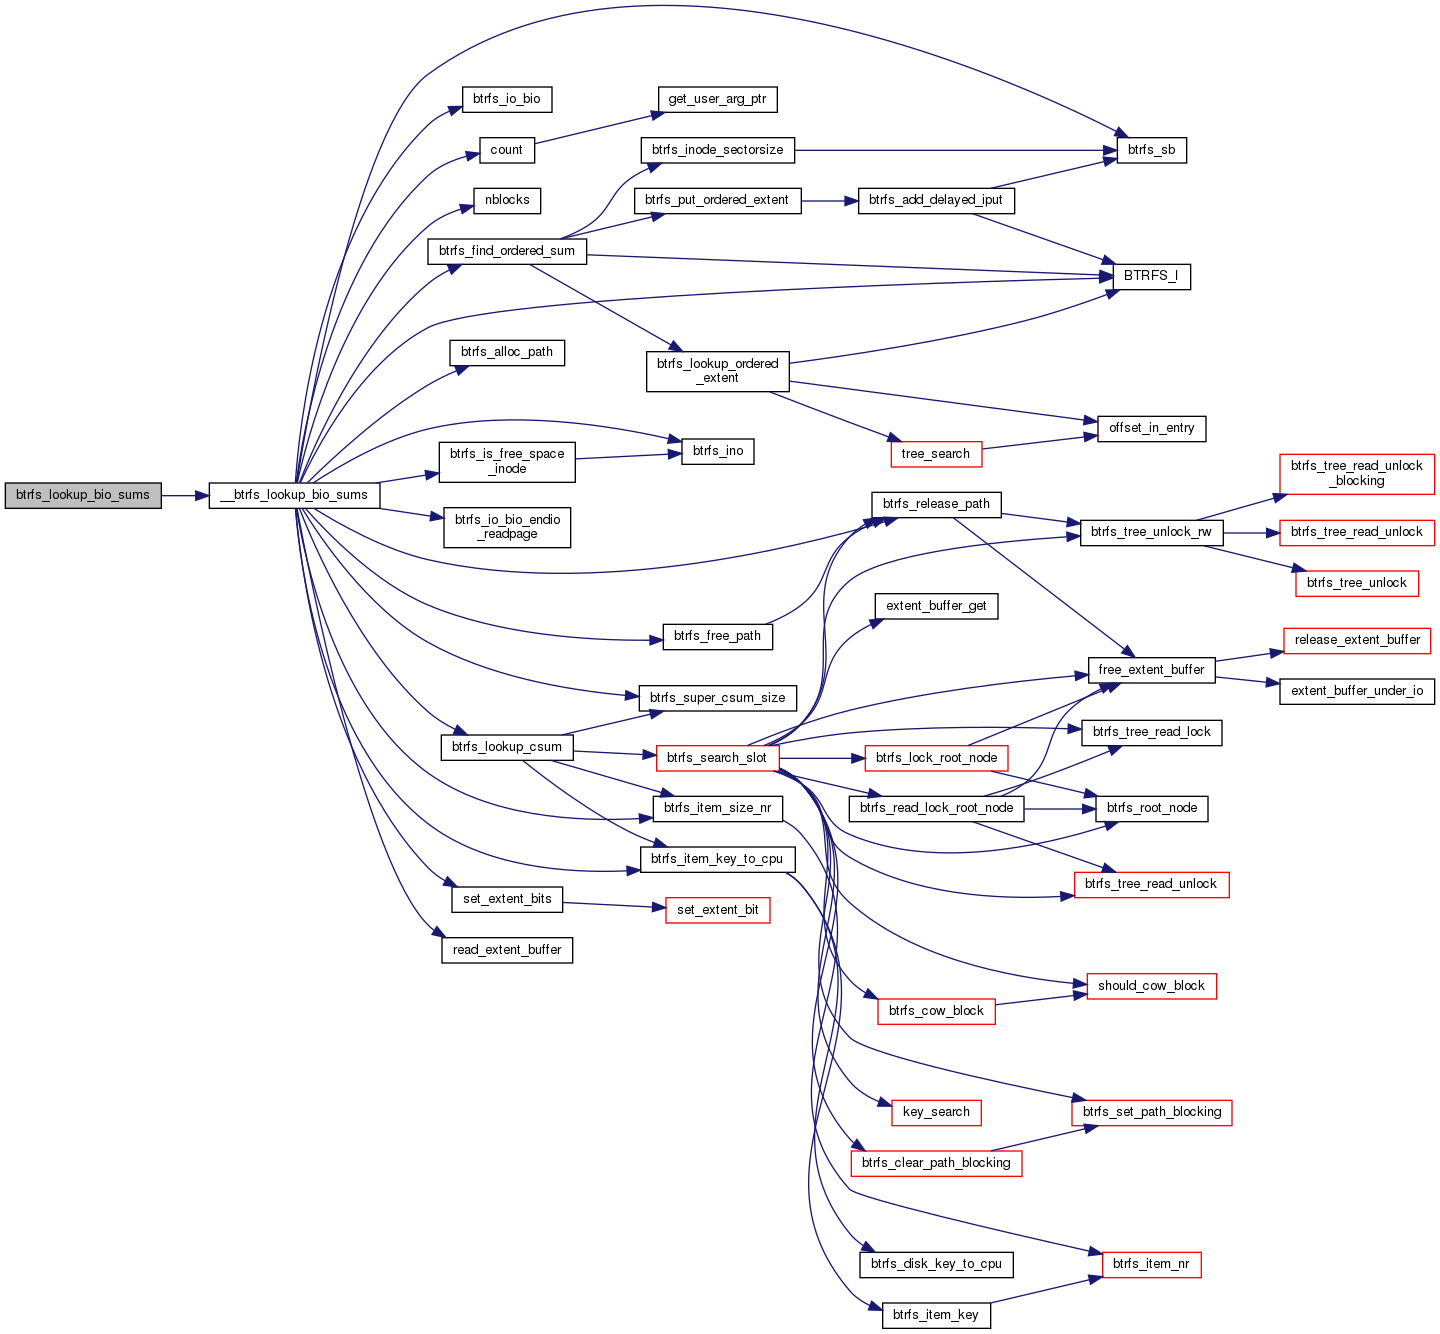 btrfs_io_bio
get_user_arg_ptr
count
btrfs_inode_sectorsize
btrfs_sb
nblocks
btrfs_put_ordered_extent
btrfs_add_delayed_iput
btrfs_find_ordered_sum
BTRFS_I
btrfs_alloc_path
btrfs_lookup_ordered
_extent
offset_in_entry
btrfs_is_free_space
_inode
btrfs_ino
tree_search
btrfs_tree_read_unlock
_blocking
btrfs_lookup_bio_sums
__btrfs_lookup_bio_sums
btrfs_release_path
btrfs_io_bio_endio
_readpage
btrfs_tree_unlock_rw
btrfs_tree_read_unlock
btrfs_tree_unlock
extent_buffer_get
btrfs_free_path
release_extent_buffer
free_extent_buffer
extent_buffer_under_io
btrfs_super_csum_size
btrfs_tree_read_lock
btrfs_lookup_csum
btrfs_search_slot
btrfs_lock_root_node
btrfs_item_size_nr
btrfs_read_lock_root_node
btrfs_root_node
btrfs_item_key_to_cpu
btrfs_tree_read_unlock
set_extent_bits
set_extent_bit
read_extent_buffer
should_cow_block
btrfs_cow_block
key_search
btrfs_set_path_blocking
btrfs_clear_path_blocking
btrfs_disk_key_to_cpu
btrfs_item_nr
btrfs_item_key